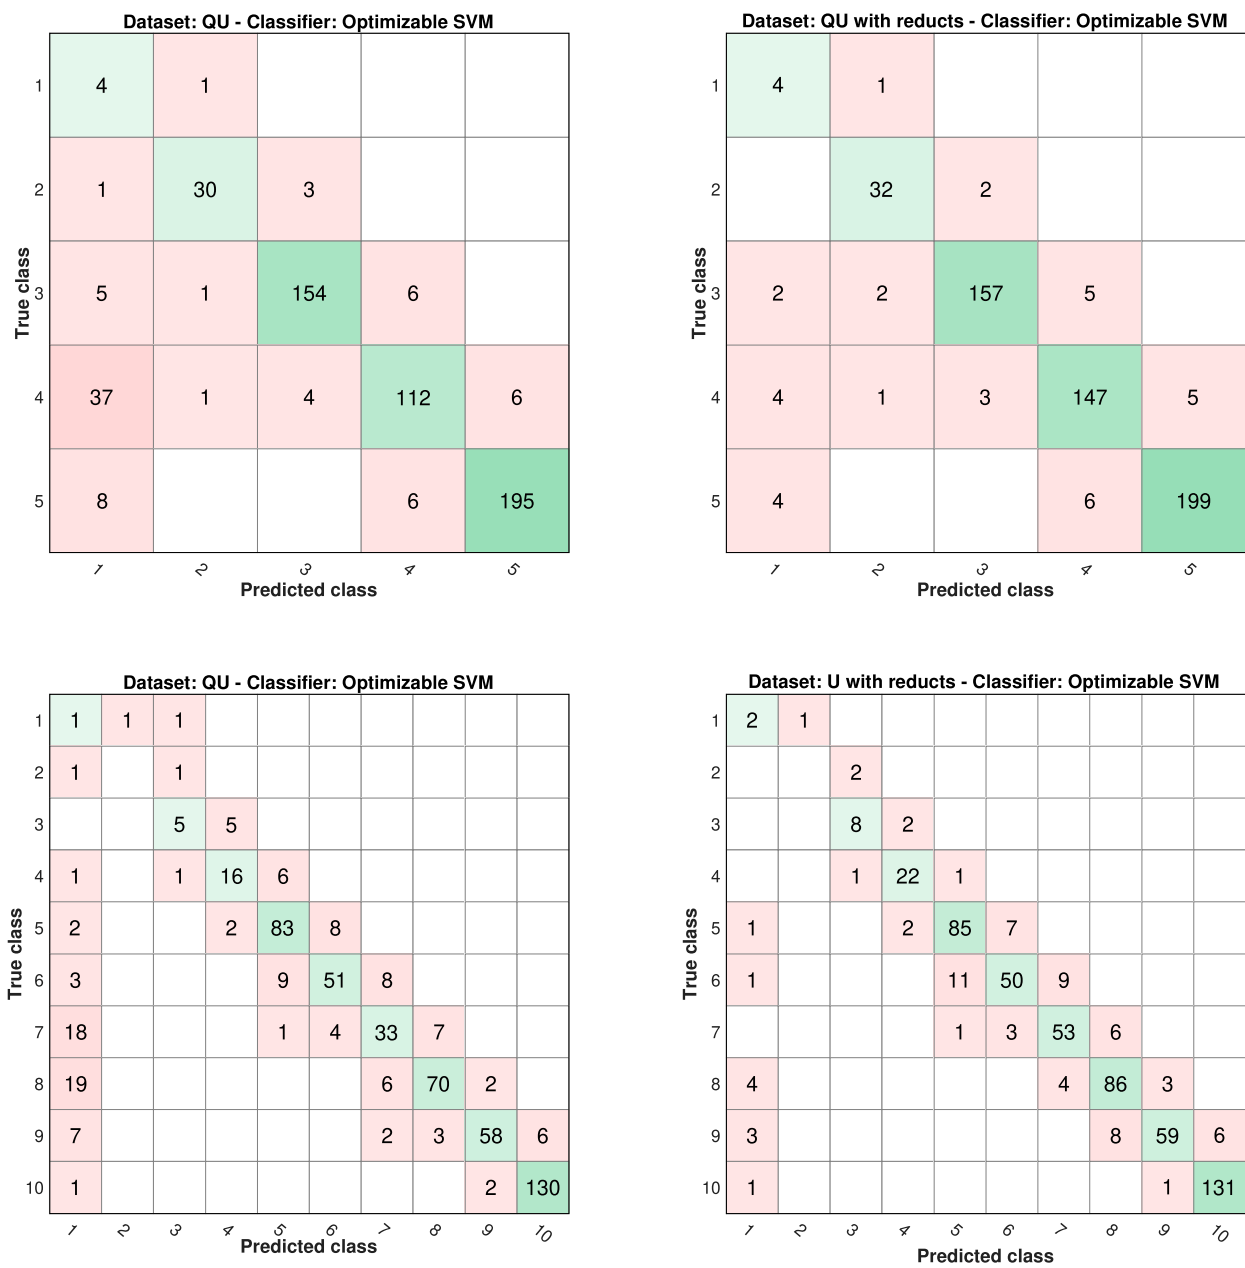 Dataset: QU - Classifier: Optimizable SVM
1 4 1
2 1 30 3
3 5 1 154 6
4 37 1 4 112 6
5 8 6 195
1 2 3 4 5
True class
Predicted class
Dataset: QU with reducts - Classifier: Optimizable SVM
1 4 1
2 32 2
3 2 2 157 5
4 4 1 3 147 5
5 4 6 199
1 2 3 4 5
True class
Predicted class
Dataset: QU - Classifier: Optimizable SVM
1 1 1 1
2 1 1
3 5 5
4 1 1 16 6
5 2 2 83 8
6 3 9 51 8
7 18 1 4 33 7
8 19 6 70 2
9 7 2 3 58 6
10 1 2 130
1 2 3 4 5 6 7 8 9 10
True class
Predicted class
Dataset: U with reducts - Classifier: Optimizable SVM
1 2 1
2 2
3 8 2
4 1 22 1
5 1 2 85 7
6 1 11 50 9
7 1 3 53 6
8 4 4 86 3
9 3 8 59 6
10 1 1 131
1 2 3 4 5 6 7 8 9 10
True class
Predicted class